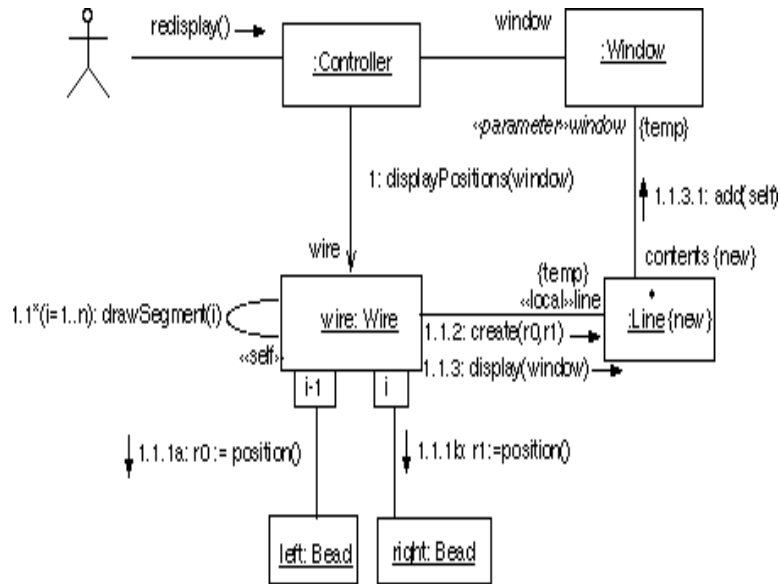 redisplay()
window
:Controller
:Window
«parameter»window {temp}
1: displayPositions(window)
1.1.3.1: add(self)
wire
contents {new}
{temp}
«local»line
1.1*(i=1..n): drawSegment(i)
wire: Wire
*
:Line{new}
1.1.2: create(r0,r1)
«self»
1.1.3: display(window)
i-1
i
1.1.1a: r0 := position()
1.1.1b: r1:=position()
left: Bead
right: Bead